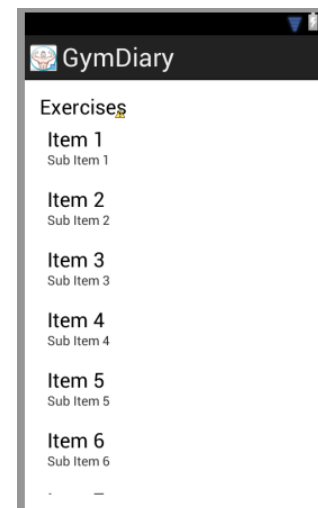 GymDiary
Exercises
Item 1
Sub Item 1
Item 2
Sub Item 2
Item 3
Sub Item 3
Item 4
Sub Item 4
Item 5
Sub Item 5
Item 6
Sub Item 6